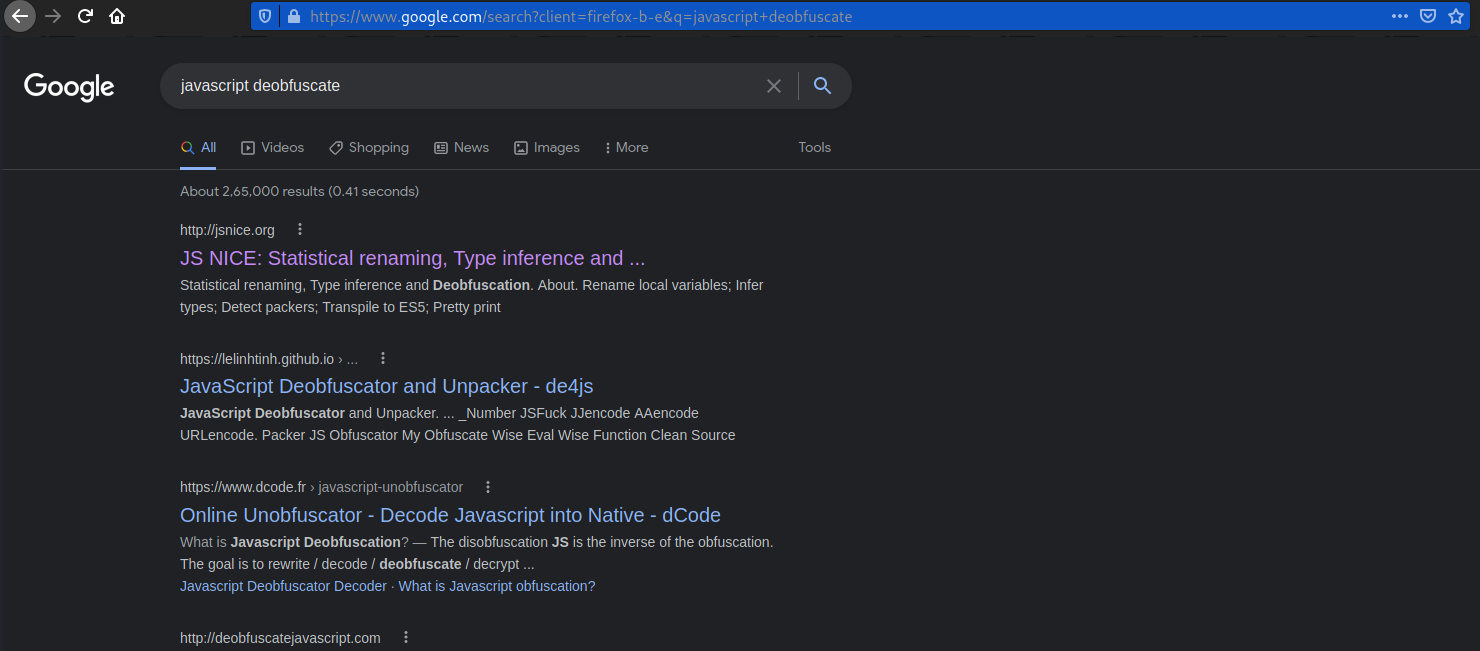 https://www.google.com/search?client=firefox-b-e&q=javascript+deobfuscate
Google
javascript deobfuscate
All Videos Shopping News Images More Tools
About 2,65,000 results (0.41 seconds)
http://jsnice.org
JS NICE: Statistical renaming, Type inference and ...
Statistical renaming, Type inference and Deobfuscation. About. Rename local variables; Infer
types; Detect packers; Transpile to ES5; Pretty print
https://lelinhtinh.github.io › ...
JavaScript Deobfuscator and Unpacker - de4js
JavaScript Deobfuscator and Unpacker. ... _Number JSFuck JJencode AAencode
URLencode. Packer JS Obfuscator My Obfuscate Wise Eval Wise Function Clean Source
https://www.dcode.fr › javascript-unobfuscator
Online Unobfuscator - Decode Javascript into Native - dCode
What is Javascript Deobfuscation? — The disobfuscation JS is the inverse of the obfuscation.
The goal is to rewrite / decode / deobfuscate / decrypt ...
Javascript Deobfuscator Decoder · What is Javascript obfuscation?
http://deobfuscatejavascript.com